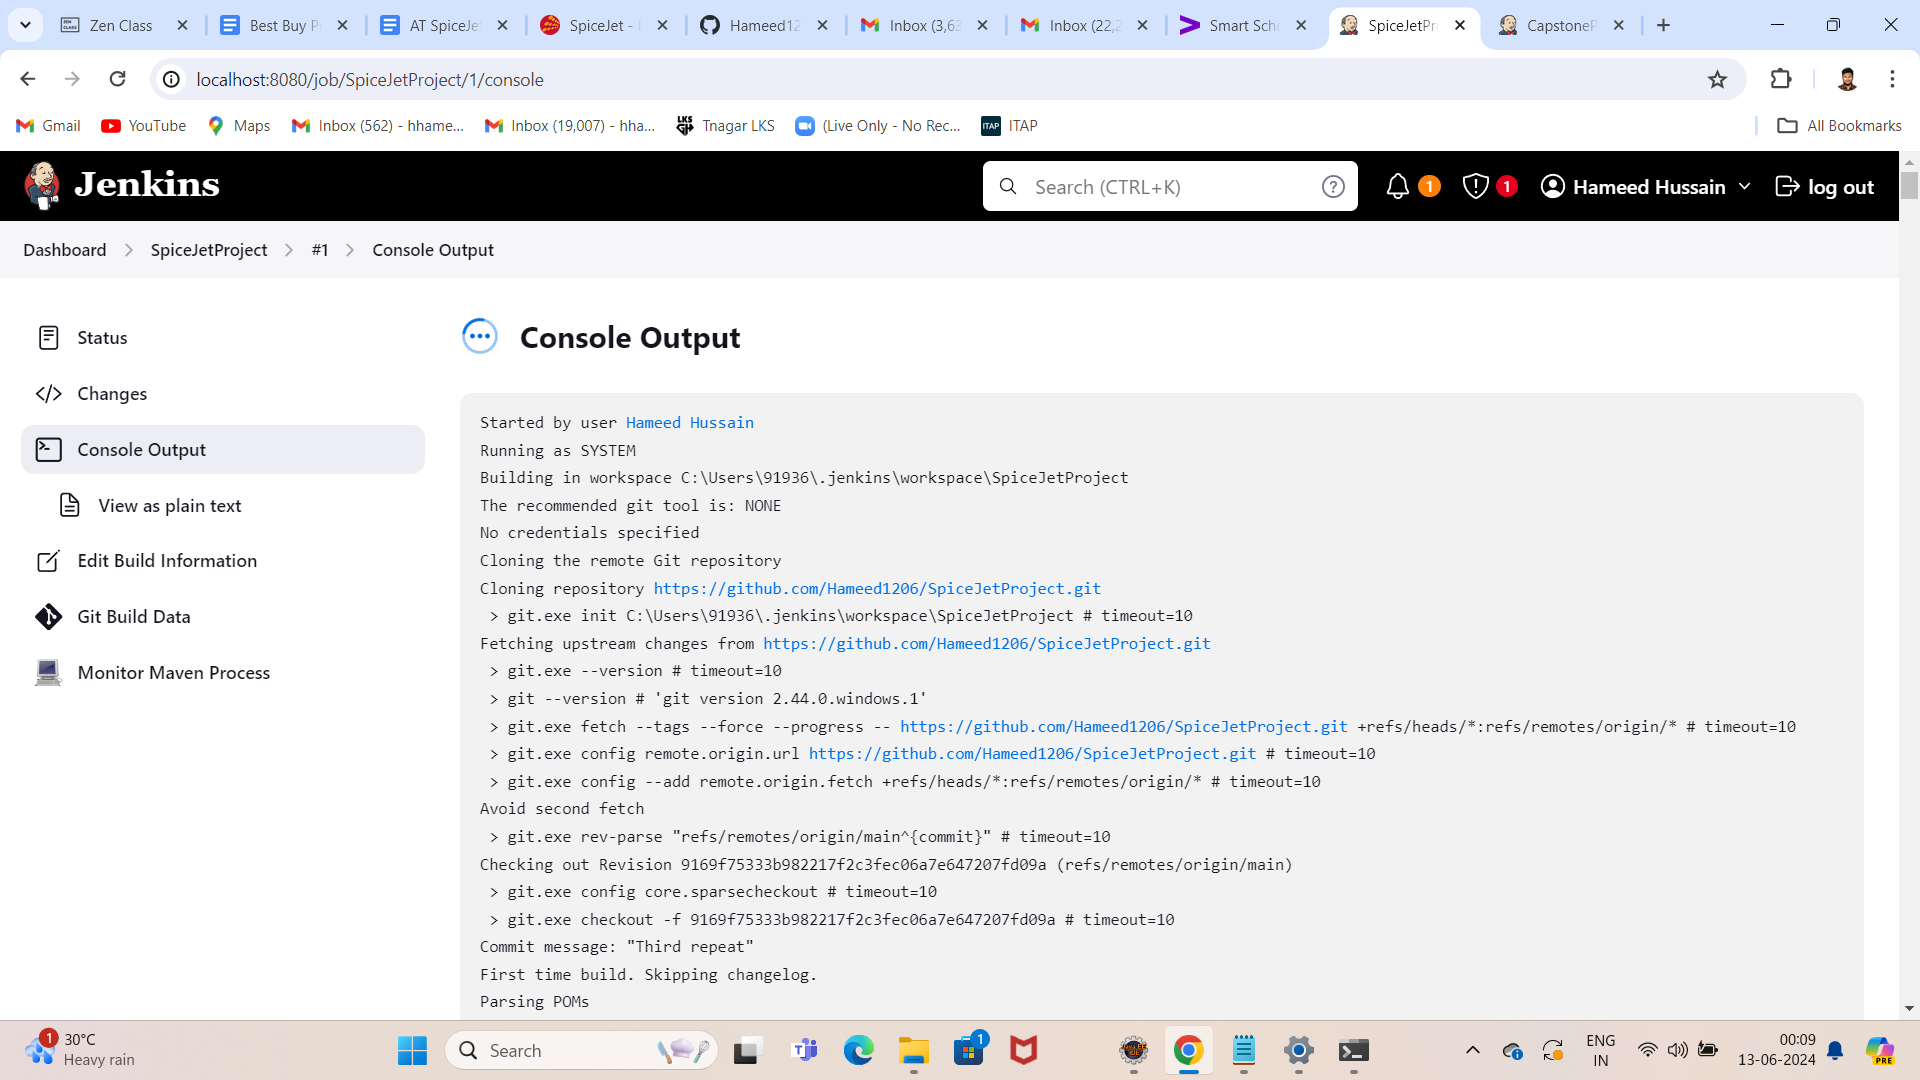 Zen Class
Best Buy P
AT SpiceJe
SpiceJet -
Hameed12
Inbox (3,63
Inbox (22,2
Smart Sche
SpiceJetPr
CapstoneP
localhost:8080/job/SpiceJetProject/1/console
Gmail
YouTube
Maps
Inbox (562) - hhame...
Inbox (19,007) - hha...
LKS
Tnagar LKS
(Live Only - No Rec...
ITAP
ITAP
All Bookmarks
Jenkins
Search (CTRL+K)
?
1
1
Hameed Hussain
log out
Dashboard > SpiceJetProject > #1 > Console Output
Status
Changes
Console Output
View as plain text
Edit Build Information
Git Build Data
Monitor Maven Process
Console Output
Started by user Hameed Hussain
Running as SYSTEM
Building in workspace C:\Users\91936\.jenkins\workspace\SpiceJetProject
The recommended git tool is: NONE
No credentials specified
Cloning the remote Git repository
Cloning repository https://github.com/Hameed1206/SpiceJetProject.git
> git.exe init C:\Users\91936\.jenkins\workspace\SpiceJetProject # timeout=10
Fetching upstream changes from https://github.com/Hameed1206/SpiceJetProject.git
> git.exe --version # timeout=10
> git --version # 'git version 2.44.0.windows.1'
> git.exe fetch --tags --force --progress -- https://github.com/Hameed1206/SpiceJetProject.git +refs/heads/*:refs/remotes/origin/* # timeout=10
> git.exe config remote.origin.url https://github.com/Hameed1206/SpiceJetProject.git # timeout=10
> git.exe config --add remote.origin.fetch +refs/heads/*:refs/remotes/origin/* # timeout=10
Avoid second fetch
> git.exe rev-parse "refs/remotes/origin/main^{commit}" # timeout=10
Checking out Revision 9169f75333b982217f2c3fec06a7e647207fd09a (refs/remotes/origin/main)
> git.exe config core.sparsecheckout # timeout=10
> git.exe checkout -f 9169f75333b982217f2c3fec06a7e647207fd09a # timeout=10
Commit message: "Third repeat"
First time build. Skipping changelog.
Parsing POMs
1
30°C
Heavy rain
Search
1
ENG
IN
00:09
13-06-2024
PRE